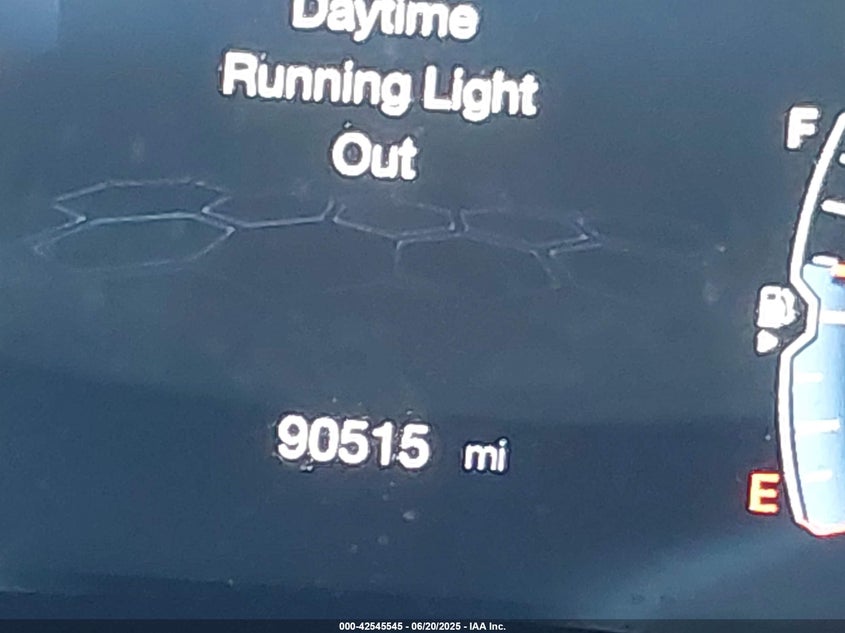 Daytime
Running Light
Out
F
90515 mi
E
000-42545545 - 06/20/2025 - IAA Inc.